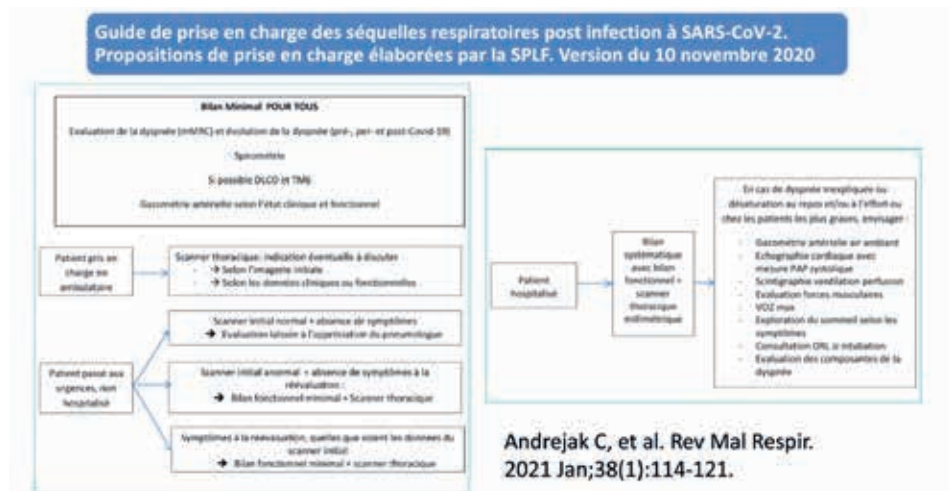 Guide de prise en charge des séquelles respiratoires post infection à SARS-CoV-2.
Propositions de prise en charge élaborées par la SPLF. Version du 10 novembre 2020
Bilan Minimal POUR TOUS
Evaluation de la dyspnée (mMRC) et évolution de la dyspnée (pré-, per- et post-Covid-19)
Spirométrie
Si possible DLCO et TM6
Gazométrie artérielle selon l'état clinique et fonctionnel
Patient pris en
charge en
ambulatoire
Scanner thoracique: indication éventuelle à discuter
- → Selon l'imagerie initiale
- → Selon les données cliniques ou fonctionnelles
Patient passé aux
urgences, non
hospitalisé
Scanner initial normal + absence de symptômes
→ Evaluation laissée à l'appréciation du pneumologue
Scanner initial anormal + absence de symptômes à la
réévaluation :
→ Bilan fonctionnel minimal + Scanner thoracique
Symptômes à la réévaluation, quelles que soient les données du
scanner initial
→ Bilan fonctionnel minimal + scanner thoracique
Patient
hospitalisé
Bilan
systématique
avec bilan
fonctionnel +
scanner
thoracique
millimétrique
En cas de dyspnée inexpliquée ou
désaturation au repos et/ou à l'effort ou
chez les patients les plus graves, envisager :
- Gazométrie artérielle air ambiant
- Echographie cardiaque avec
mesure PAP systolique
- Scintigraphie ventilation perfusion
- Evaluation forces musculaires
- VO2 max
- Exploration du sommeil selon les
symptômes
- Consultation ORL si intubation
- Evaluation des composantes de la
dyspnée
Andrejak C, et al. Rev Mal Respir.
2021 Jan;38(1):114-121.